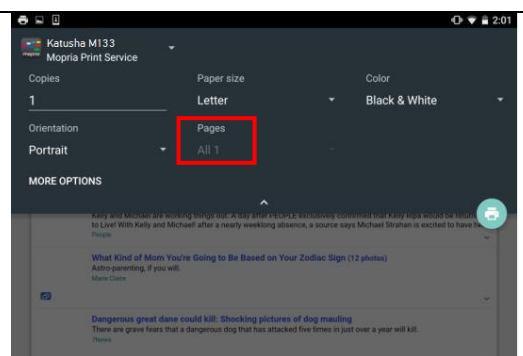 2:01
Katusha M133
mopria Mopria Print Service
Copies Paper size Color
1 Letter Black & White
Orientation Pages
Portrait All 1
MORE OPTIONS
Kelly and Michael are working things out. A day after PEOPLE exclusively confirmed that Kelly Ripa would be
to Live! With Kelly and Michael! after a nearly weeklong absence, a source says Michael Strahan is excited to have
People
What Kind of Mom You're Going to Be Based on Your Zodiac Sign (12 photos)
Astro-parenting, if you will.
Marie Claire
Dangerous great dane could kill: Shocking pictures of dog mauling
There are grave fears that a dangerous dog that has attacked five times in just over a year will kill.
7News